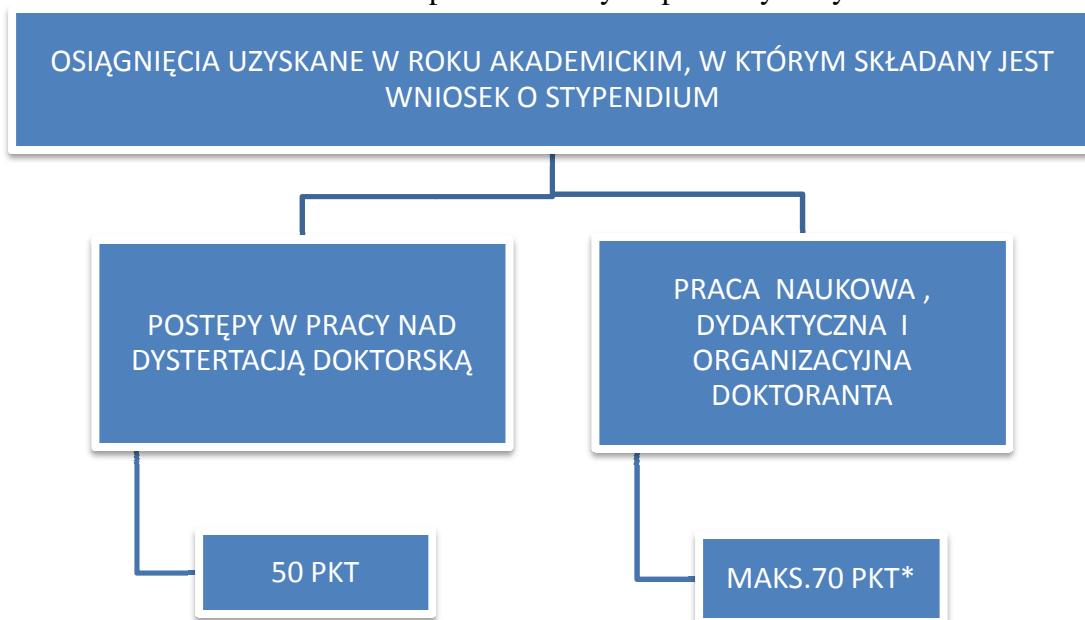 OSIĄGNIĘCIA UZYSKANE W ROKU AKADEMICKIM, W KTÓRYM SKŁADANY JEST
WNIOSEK O STYPENDIUM
POSTĘPY W PRACY NAD
DYSTERTACJĄ DOKTORSKĄ
PRACA NAUKOWA ,
DYDAKTYCZNA I
ORGANIZACYJNA
DOKTORANTA
50 PKT
MAKS.70 PKT*